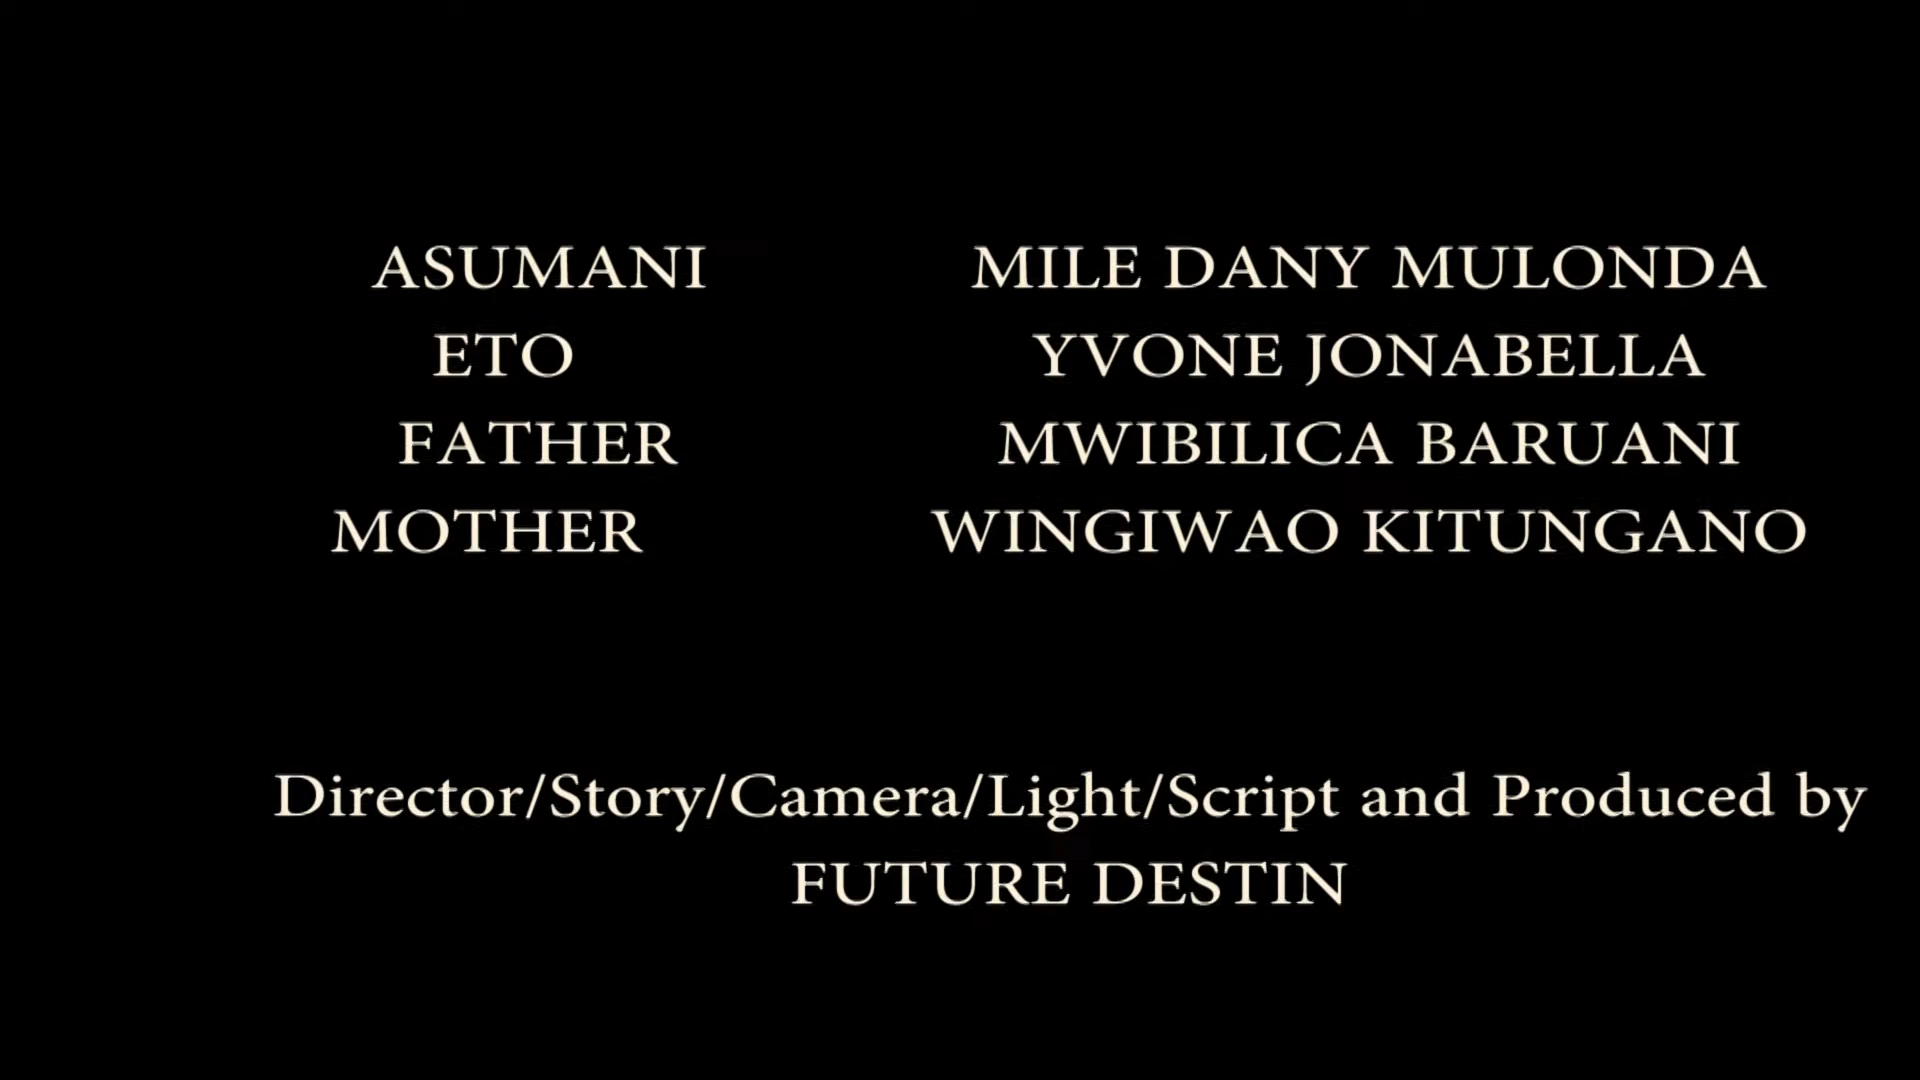 ASUMANI MILE DANY MULONDA
ETO YVONE JONABELLA
FATHER MWIBILICA BARUANI
MOTHER WINGIWAO KITUNGANO
Director/Story/Camera/Light/Script and Produced by
FUTURE DESTIN